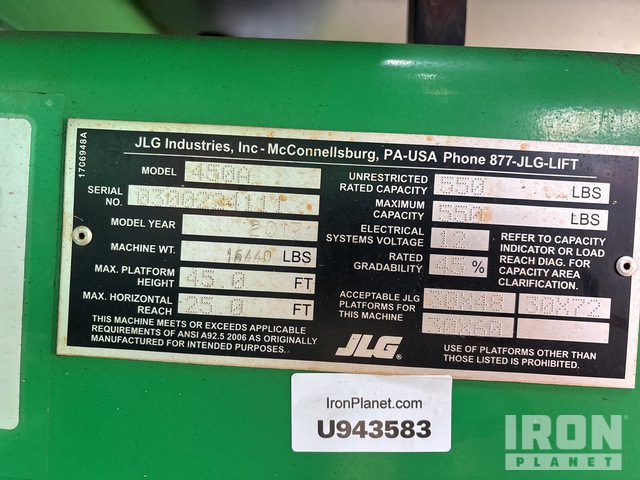 1706948A
JLG Industries, Inc - McConnellsburg, PA-USA Phone 877-JLG-LIFT
MODEL 450A
SERIAL NO.
MODEL YEAR
MACHINE WT. 16440 LBS
MAX. PLATFORM HEIGHT 45.0 FT
MAX. HORIZONTAL REACH 25.0 FT
THIS MACHINE MEETS OR EXCEEDS APPLICABLE
REQUIREMENTS OF ANSI A92.5 2006 AS ORIGINALLY
MANUFACTURED FOR INTENDED PURPOSES.
UNRESTRICTED RATED CAPACITY 550 LBS
MAXIMUM CAPACITY 550 LBS
ELECTRICAL SYSTEMS VOLTAGE 12
RATED GRADABILITY 45 %
REFER TO CAPACITY
INDICATOR OR LOAD
REACH DIAG. FOR
CAPACITY AREA
CLARIFICATION.
ACCEPTABLE JLG
PLATFORMS FOR
THIS MACHINE
JLG®
USE OF PLATFORMS OTHER THAN
THOSE LISTED IS PROHIBITED.
IronPlanet.com
U943583
IRON
PLANET